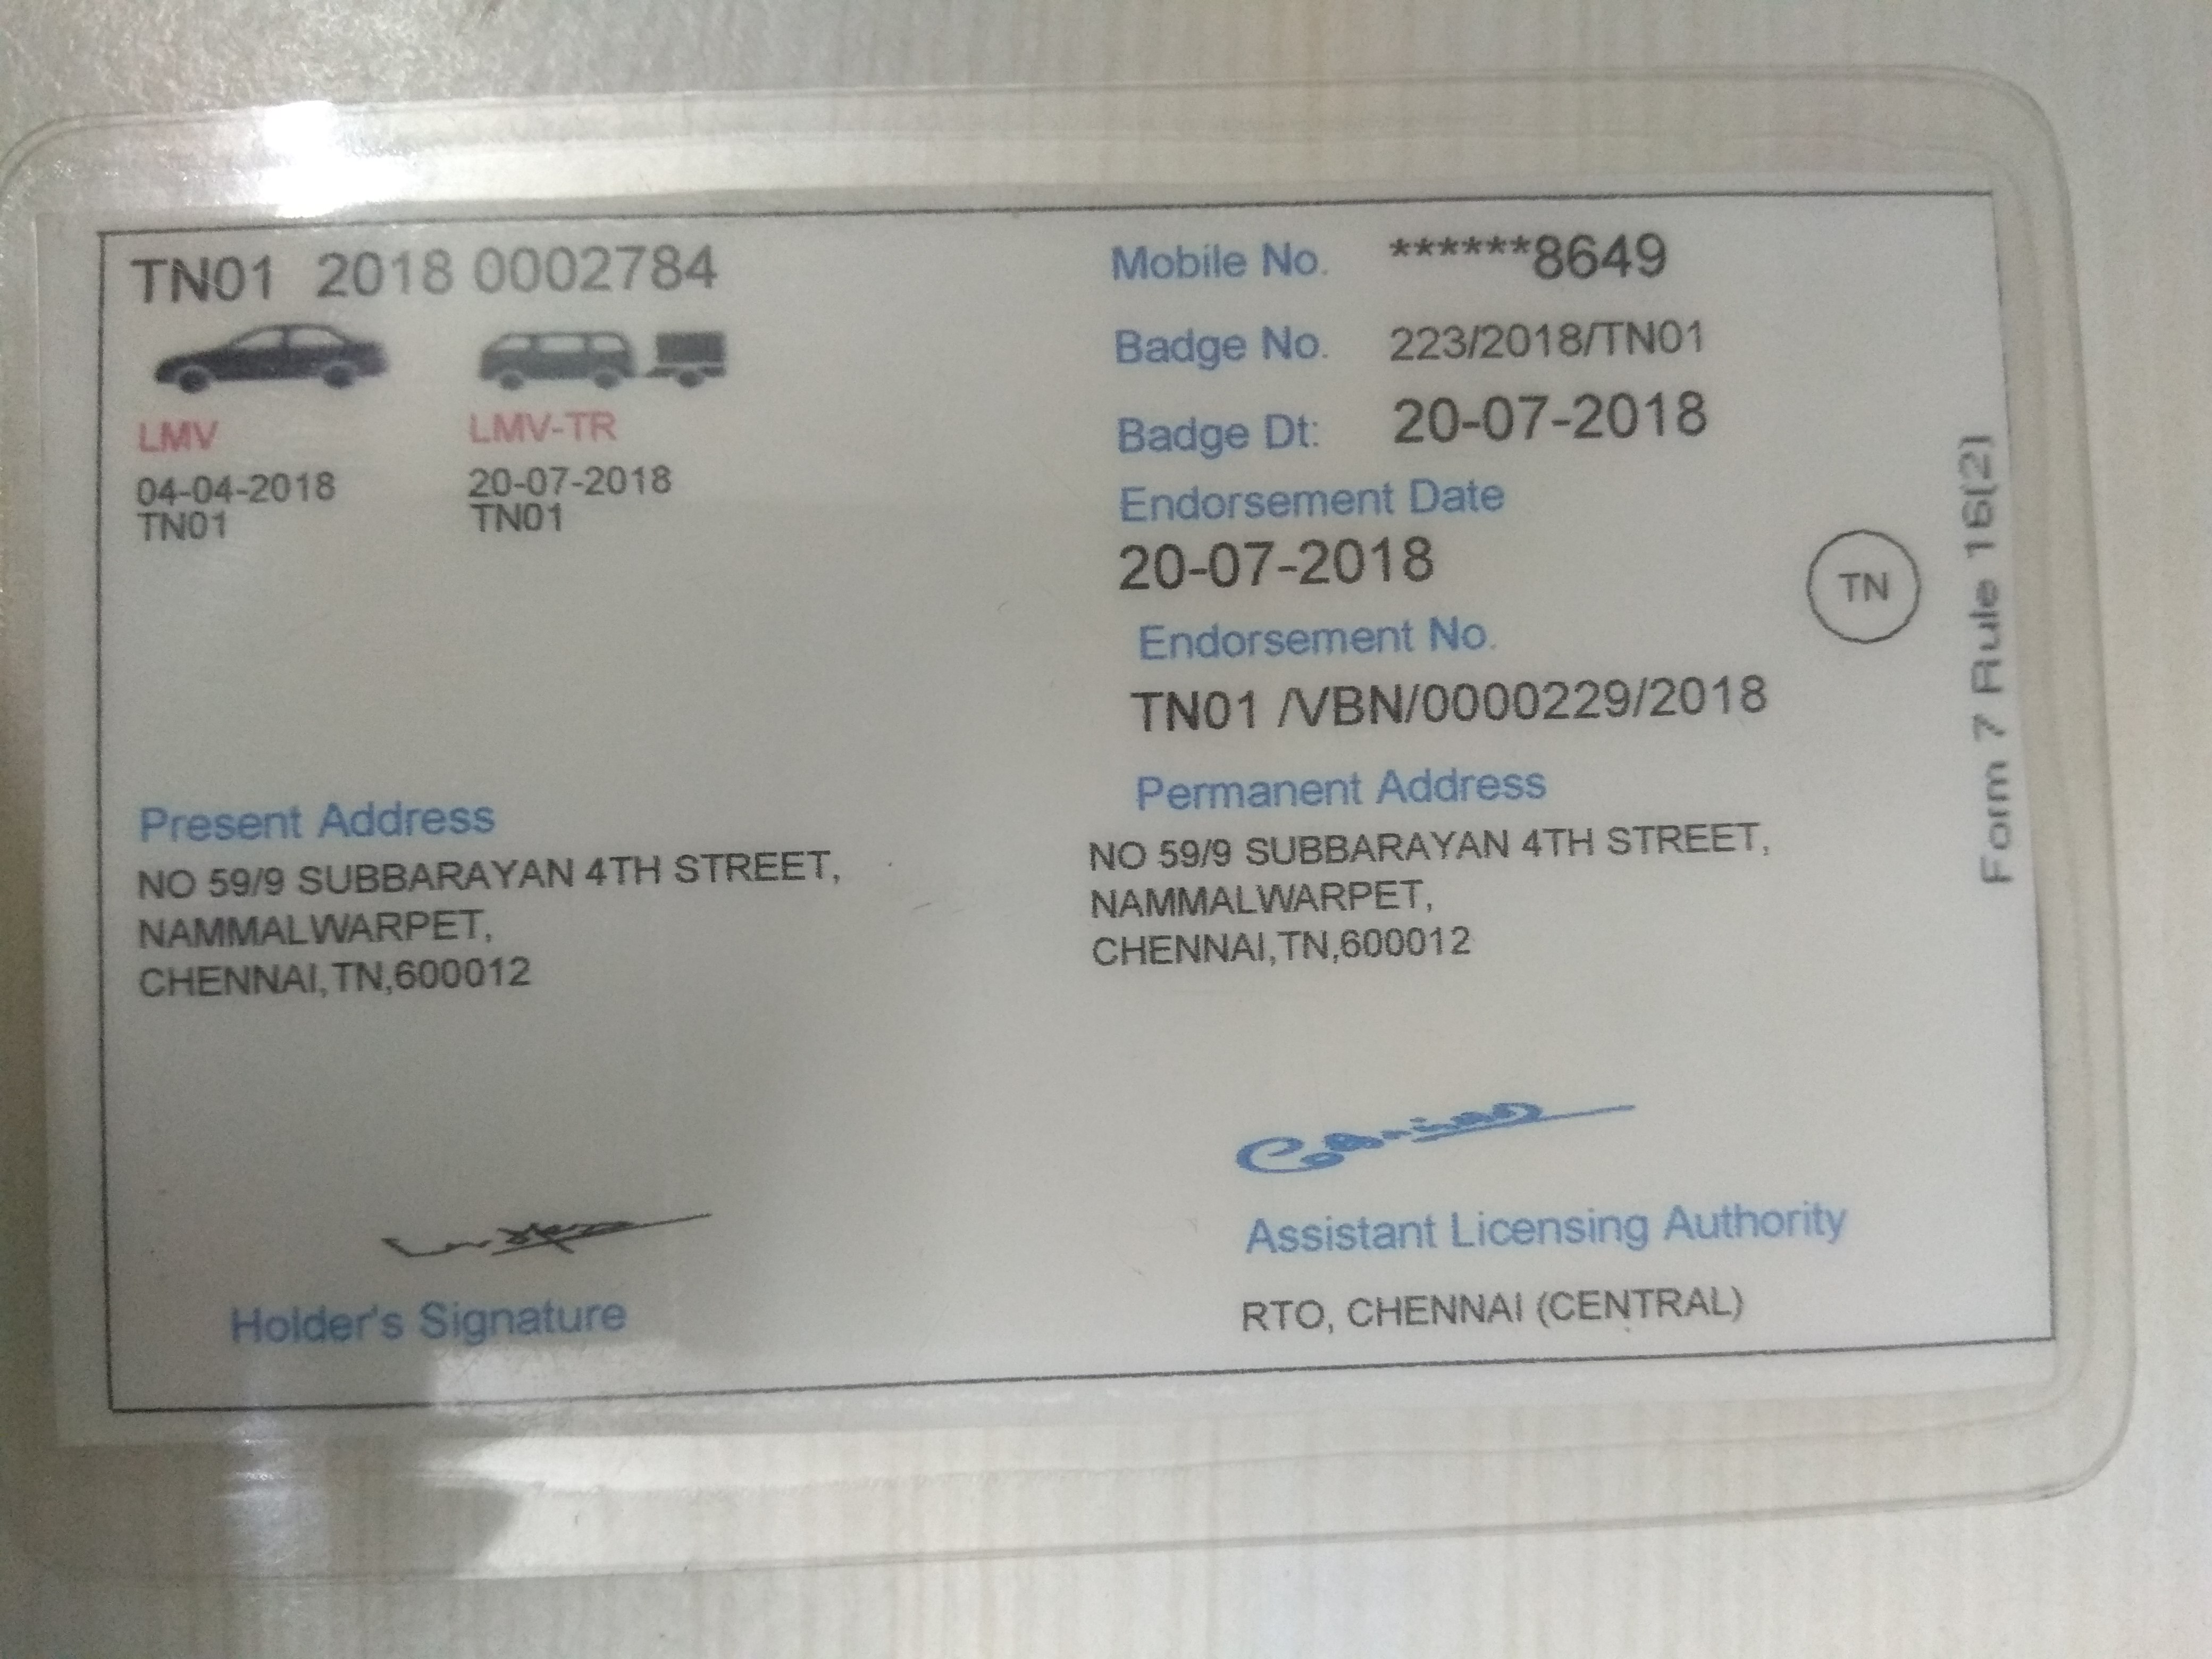 TN01 2018 0002784
LMV LMV-TR
04-04-2018 20-07-2018
TN01 TN01
Mobile No. ******8649
Badge No. 223/2018/TN01
Badge Dt: 20-07-2018
Endorsement Date
20-07-2018
Endorsement No.
TN01 /VBN/0000229/2018
TN
Form 7 Rule 16(2)
Present Address
NO 59/9 SUBBARAYAN 4TH STREET,
NAMMALWARPET,
CHENNAI,TN,600012
Permanent Address
NO 59/9 SUBBARAYAN 4TH STREET,
NAMMALWARPET,
CHENNAI,TN,600012
Holder's Signature
Assistant Licensing Authority
RTO, CHENNAI (CENTRAL)